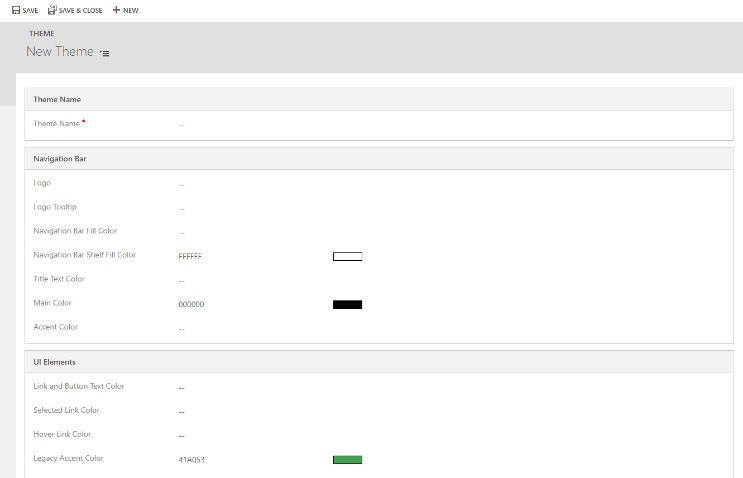 SAVE SAVE & CLOSE + NEW
THEME
New Theme
Theme Name
Theme Name * --
Navigation Bar
Logo --
Logo Tooltip --
Navigation Bar Fill Color --
Navigation Bar Shelf Fill Color FFFFFF
Title Text Color --
Main Color 000000
Accent Color --
UI Elements
Link and Button Text Color --
Selected Link Color --
Hover Link Color --
Legacy Accent Color 41A053